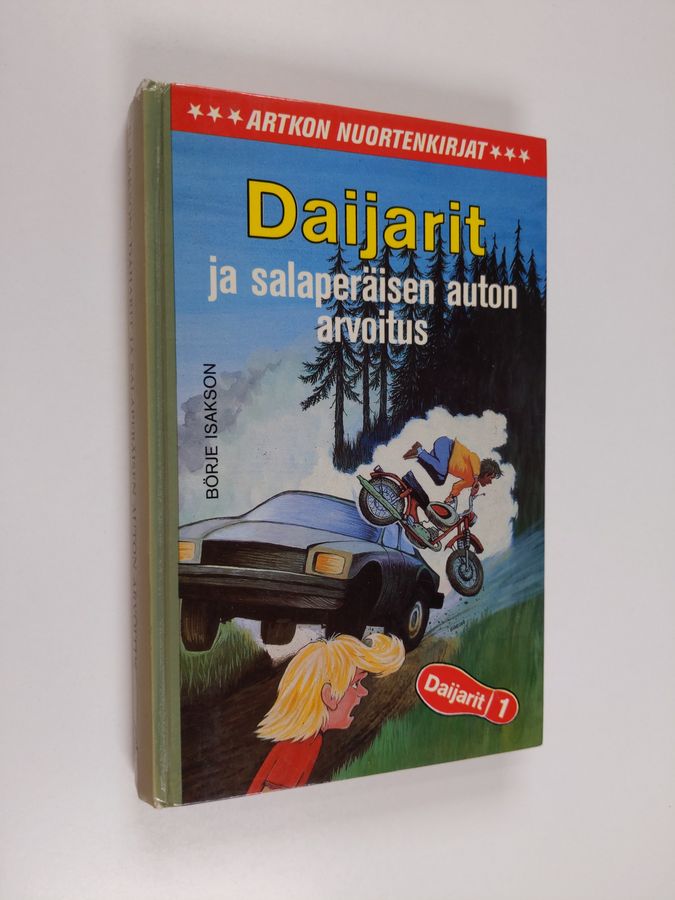 ★★★ ARTKON NUORTENKIRJAT ★★★
Daijarit
ja salaperäisen auton
arvoitus
BÖRJE ISAKSON
Daijarit 1